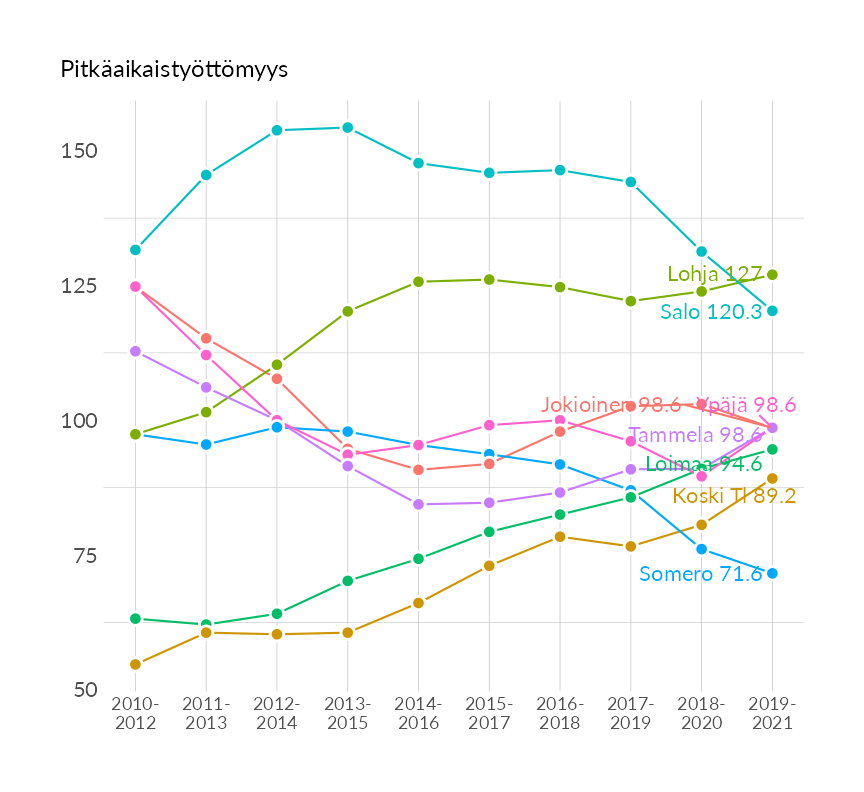 Pitkäaikaistyöttömyys
150
125
100
75
50
Lohja 127
Salo 120.3
Jokioinen 98.6
Ypäjä 98.6
Tammela 98.6
Loimaa 94.6
Koski Tl 89.2
Somero 71.6
2010-
2012
2011-
2013
2012-
2014
2013-
2015
2014-
2016
2015-
2017
2016-
2018
2017-
2019
2018-
2020
2019-
2021